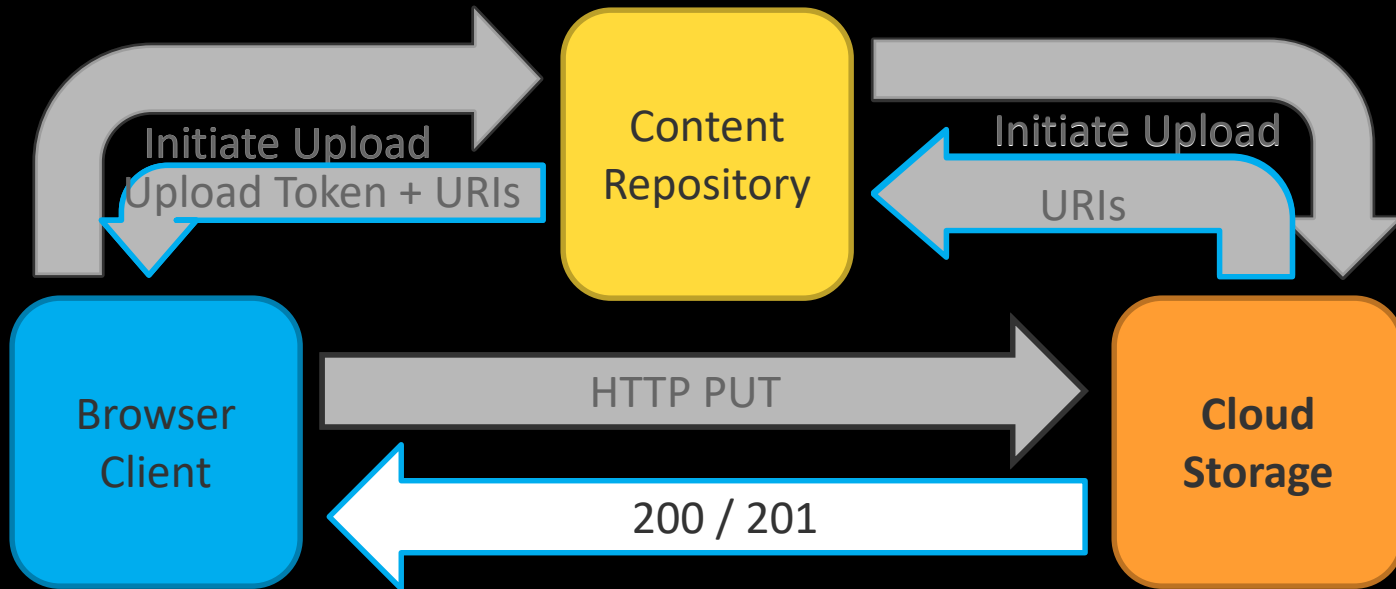 Content
Repository
Initiate Upload
Upload Token + URIs
Initiate Upload
URIs
Browser
Client
HTTP PUT
200 / 201
Cloud
Storage